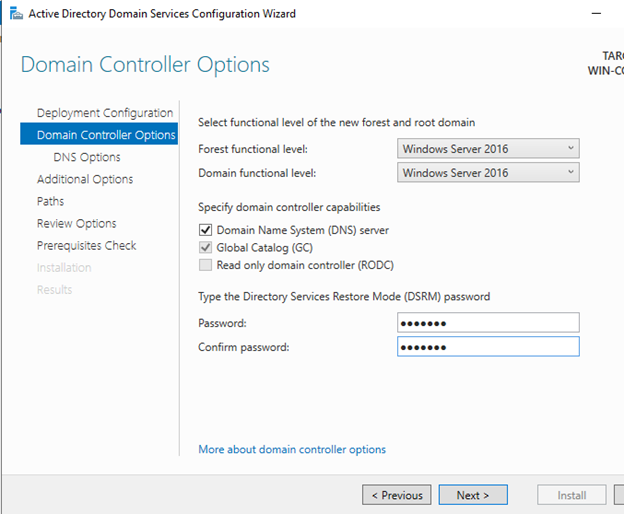 Active Directory Domain Services Configuration Wizard
Domain Controller Options
Deployment Configuration
Domain Controller Options
DNS Options
Additional Options
Paths
Review Options
Prerequisites Check
Installation
Results
Select functional level of the new forest and root domain
Forest functional level: Windows Server 2016
Domain functional level: Windows Server 2016
Specify domain controller capabilities
Domain Name System (DNS) server
Global Catalog (GC)
Read only domain controller (RODC)
Type the Directory Services Restore Mode (DSRM) password
Password: •••••••
Confirm password: •••••••
More about domain controller options
< Previous Next > Install